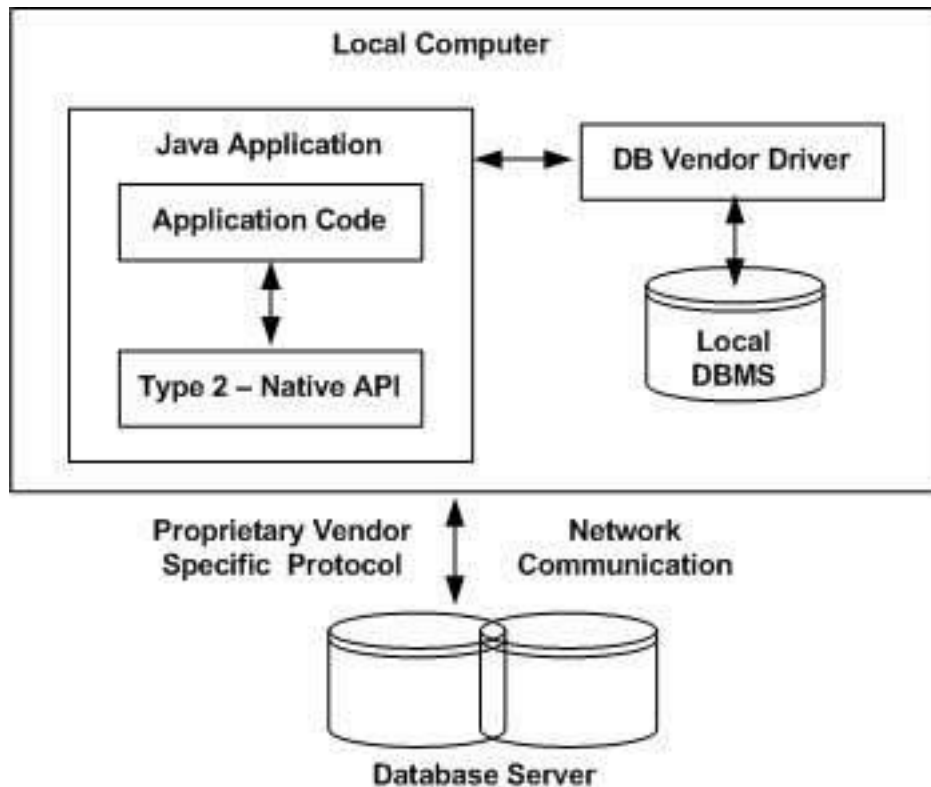 Local Computer
Java Application
Application Code
Type 2 – Native API
DB Vendor Driver
Local
DBMS
Proprietary Vendor
Specific Protocol
Network
Communication
Database Server